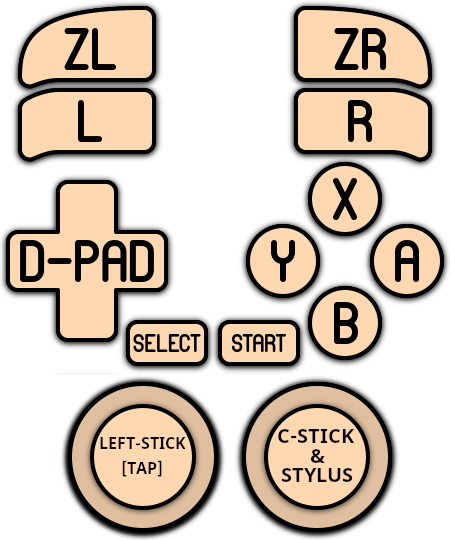 ZL
ZR
L
R
X
D-PAD
Y
A
B
SELECT
START
LEFT-STICK
[TAP]
C-STICK
&
STYLUS